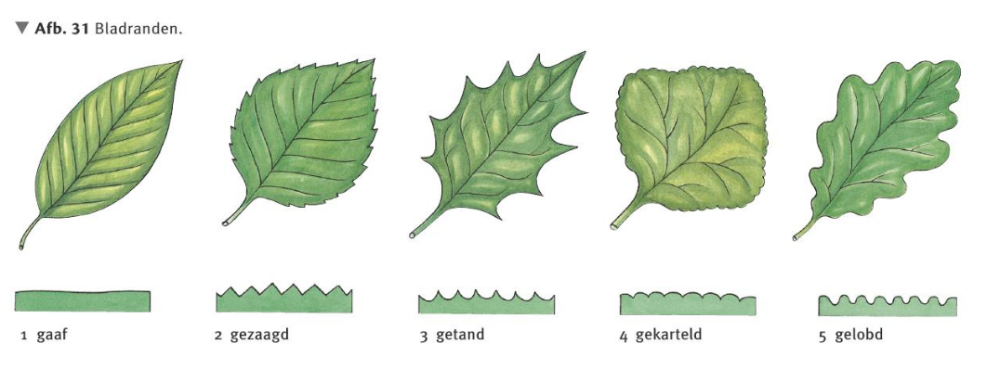 ▼ Afb. 31 Bladranden.
1 gaaf
2 gezaagd
3 getand
4 gekarteld
5 gelobd